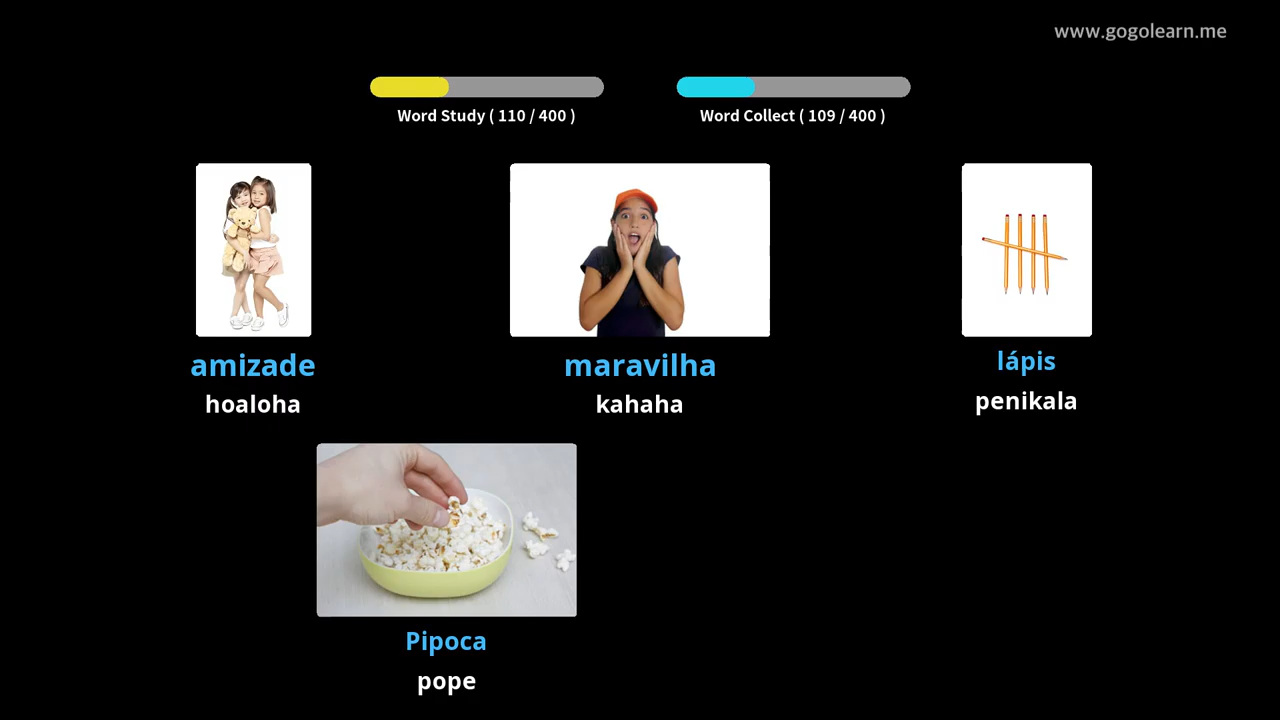 www.gogolearn.me
Word Study ( 110 / 400 )
Word Collect ( 109 / 400 )
amizade
hoaloha
maravilha
kahaha
lápis
penikala
Pipoca
pope